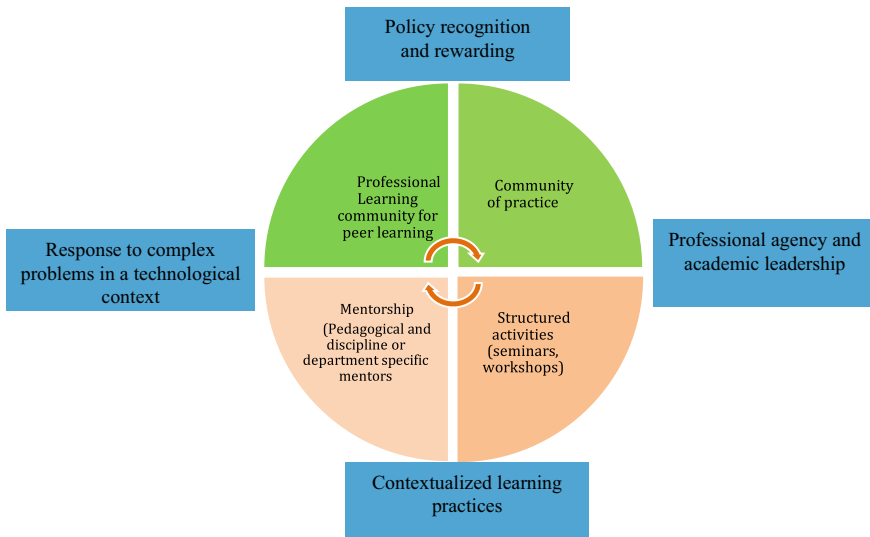 Policy recognition
and rewarding
Professional
Learning
community for
peer learning
Community
of practice
Response to complex
problems in a technological
context
Professional agency and
academic leadership
Mentorship
(Pedagogical and
discipline or
department specific
mentors
Structured
activities
(seminars,
workshops)
Contextualized learning
practices